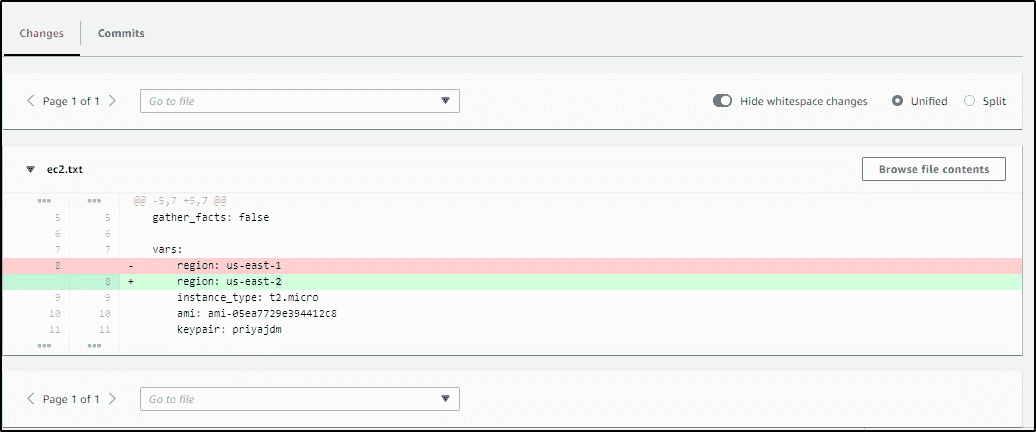 Changes Commits
Page 1 of 1 Go to file Hide whitespace changes Unified Split
ec2.txt Browse file contents
@@ -5,7 +5,7 @@
5 5 gather_facts: false
6 6
7 7 vars:
8 - region: us-east-1
8 + region: us-east-2
9 9 instance_type: t2.micro
10 10 ami: ami-05ea7729e394412c8
11 11 keypair: priyajdm
Page 1 of 1 Go to file